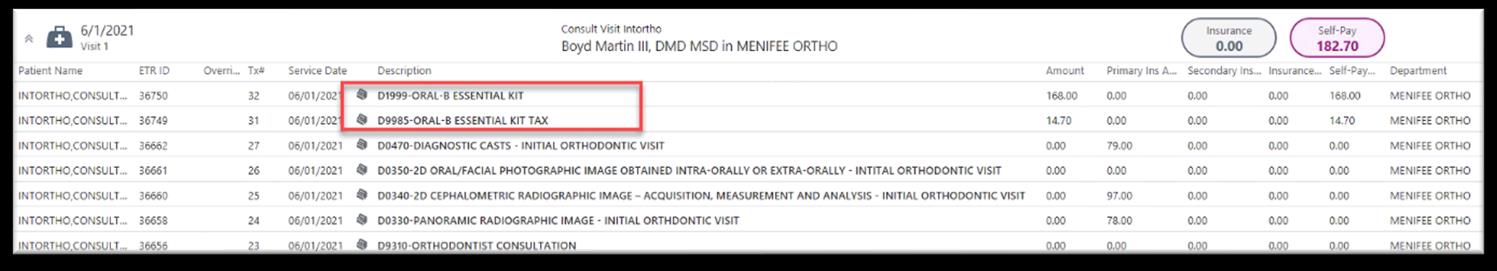 6/1/2021
Visit 1
Consult Visit Intortho
Boyd Martin III, DMD MSD in MENIFEE ORTHO
Insurance
0.00
Self-Pay
182.70
Patient Name ETR ID Overri... Tx# Service Date Description Amount Primary Ins A... Secondary Ins... Insurance... Self-Pay... Department
INTORTHO,CONSULT... 36750 32 06/01/2021 D1999-ORAL-B ESSENTIAL KIT 168.00 0.00 0.00 0.00 168.00 MENIFEE ORTHO
INTORTHO,CONSULT... 36749 31 06/01/2021 D9985-ORAL-B ESSENTIAL KIT TAX 14.70 0.00 0.00 0.00 14.70 MENIFEE ORTHO
INTORTHO,CONSULT... 36662 27 06/01/2021 D0470-DIAGNOSTIC CASTS - INITIAL ORTHODONTIC VISIT 0.00 79.00 0.00 0.00 0.00 MENIFEE ORTHO
INTORTHO,CONSULT... 36661 26 06/01/2021 D0350-2D ORAL/FACIAL PHOTOGRAPHIC IMAGE OBTAINED INTRA-ORALLY OR EXTRA-ORALLY - INTITAL ORTHODONTIC VISIT 0.00 0.00 0.00 0.00 0.00 MENIFEE ORTHO
INTORTHO,CONSULT... 36660 25 06/01/2021 D0340-2D CEPHALOMETRIC RADIOGRAPHIC IMAGE – ACQUISITION, MEASUREMENT AND ANALYSIS - INITIAL ORTHODONTIC VISIT 0.00 97.00 0.00 0.00 0.00 MENIFEE ORTHO
INTORTHO,CONSULT... 36658 24 06/01/2021 D0330-PANORAMIC RADIOGRAPHIC IMAGE - INITIAL ORTHDONTIC VISIT 0.00 78.00 0.00 0.00 0.00 MENIFEE ORTHO
INTORTHO,CONSULT... 36656 23 06/01/2021 D9310-ORTHODONTIST CONSULTATION 0.00 0.00 0.00 0.00 0.00 MENIFEE ORTHO